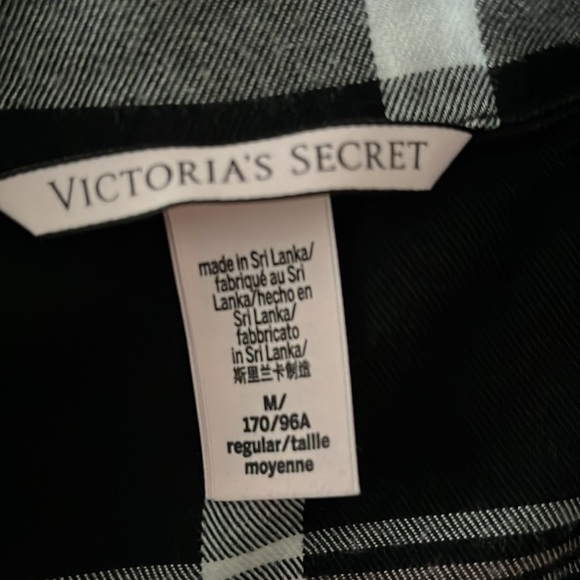 VICTORIA'S SECRET
made in Sri Lanka/
fabriqué au Sri
Lanka/hecho en
Sri Lanka/
fabbricato
in Sri Lanka/
斯里兰卡制造
M/
170/96A
regular/taille
moyenne